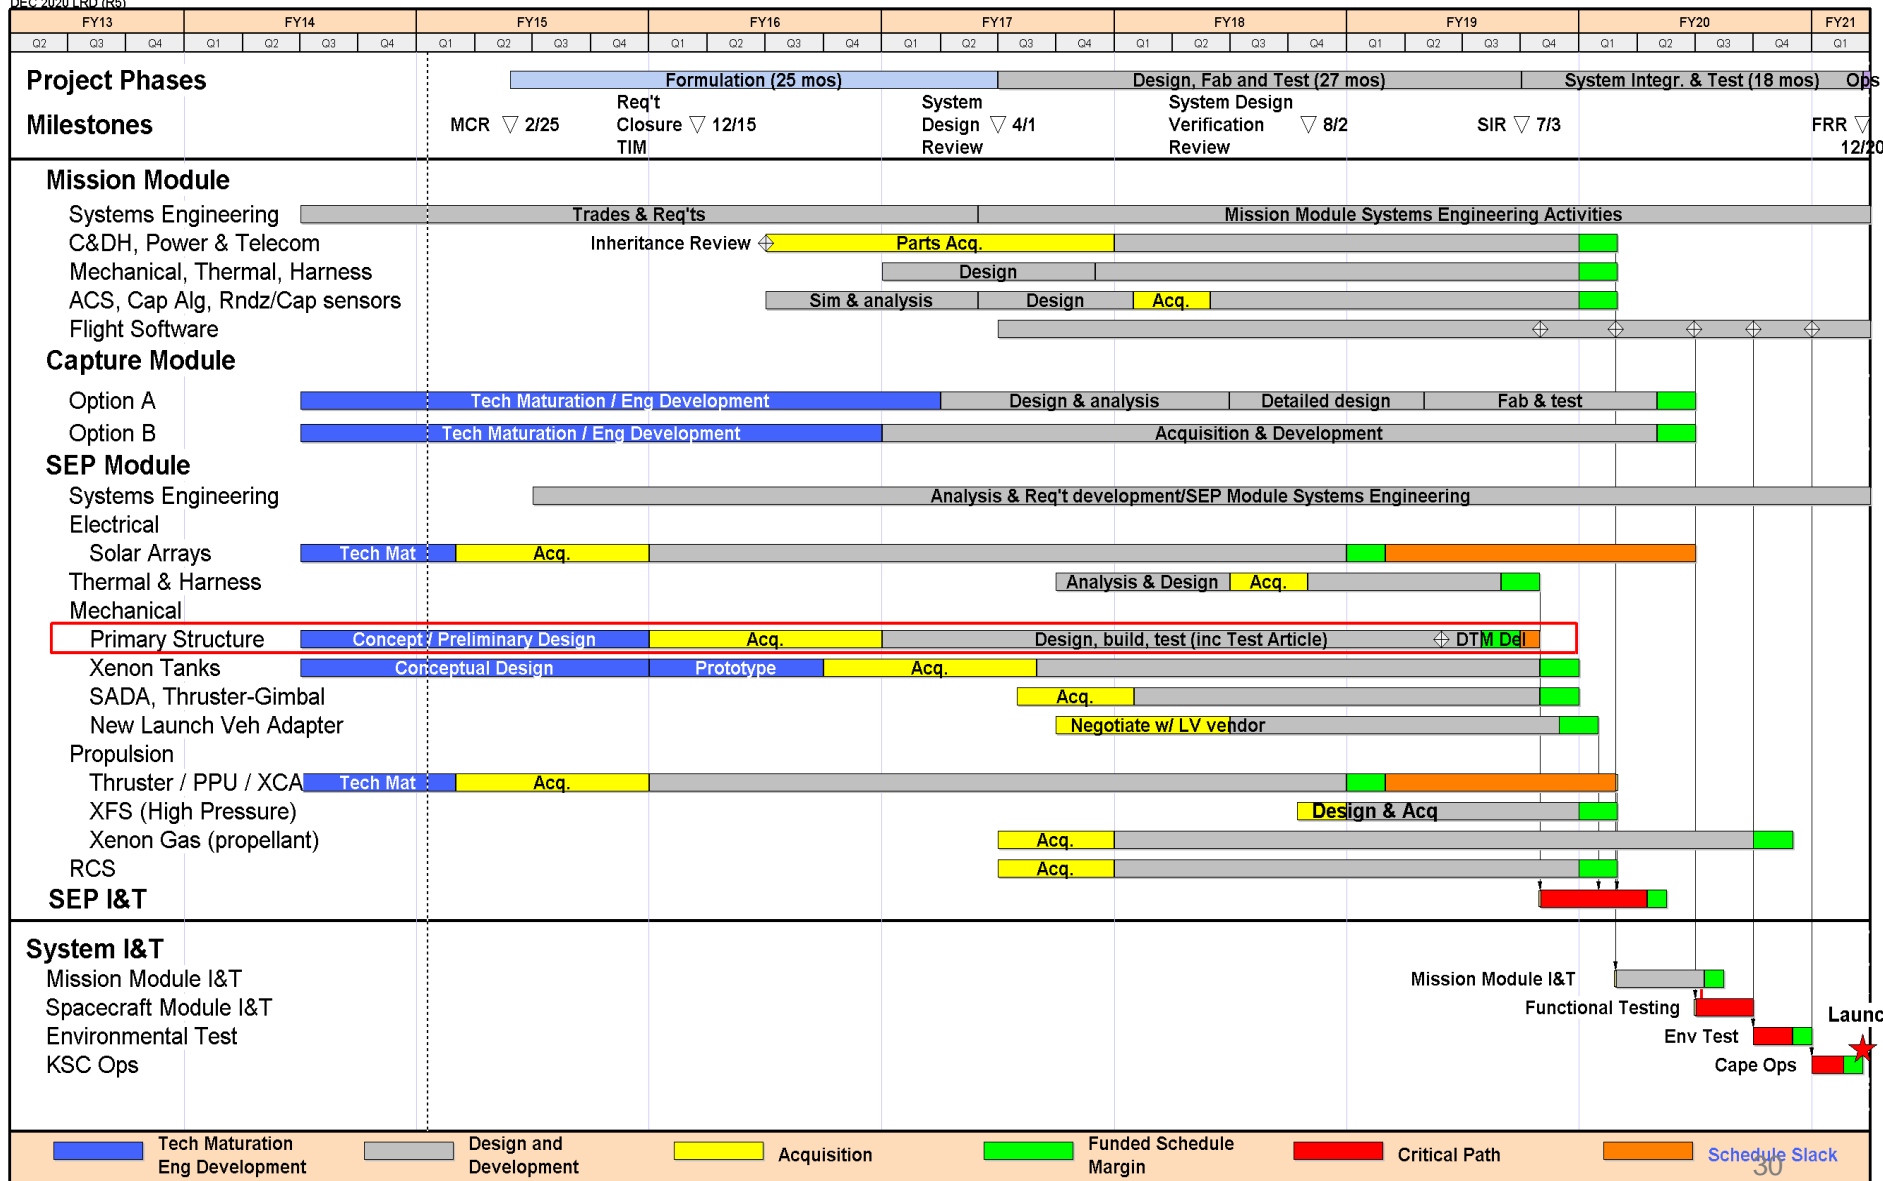 DEC 2020 LRD (R5)
FY13 FY14 FY15 FY16 FY17 FY18 FY19 FY20 FY21
Q2 Q3 Q4 Q1 Q2 Q3 Q4 Q1 Q2 Q3 Q4 Q1 Q2 Q3 Q4 Q1 Q2 Q3 Q4 Q1 Q2 Q3 Q4 Q1 Q2 Q3 Q4 Q1 Q2 Q3 Q4 Q1
Project Phases Formulation (25 mos) Design, Fab and Test (27 mos) System Integr. & Test (18 mos) Ops
Milestones
MCR 2/25
Req't
Closure 12/15
TIM
System
Design 4/1
Review
System Design
Verification 8/2
Review
SIR 7/3
FRR
12/20
Mission Module
Systems Engineering Trades & Req'ts Mission Module Systems Engineering Activities
C&DH, Power & Telecom Inheritance Review Parts Acq.
Mechanical, Thermal, Harness Design
ACS, Cap Alg, Rndz/Cap sensors Sim & analysis Design Acq.
Flight Software
Capture Module
Option A Tech Maturation / Eng Development Design & analysis Detailed design Fab & test
Option B Tech Maturation / Eng Development Acquisition & Development
SEP Module
Systems Engineering Analysis & Req't development/SEP Module Systems Engineering
Electrical
Solar Arrays Tech Mat Acq.
Thermal & Harness Analysis & Design Acq.
Mechanical
Primary Structure Concept / Preliminary Design Acq. Design, build, test (inc Test Article) DTM Del
Xenon Tanks Conceptual Design Prototype Acq.
SADA, Thruster-Gimbal Acq.
New Launch Veh Adapter Negotiate w/ LV vendor
Propulsion
Thruster / PPU / XCA Tech Mat Acq.
XFS (High Pressure) Design & Acq
Xenon Gas (propellant) Acq.
RCS Acq.
SEP I&T
System I&T
Mission Module I&T Mission Module I&T
Spacecraft Module I&T Functional Testing Launc
Environmental Test Env Test
KSC Ops Cape Ops
Tech Maturation
Eng Development
Design and
Development
Acquisition
Funded Schedule
Margin
Critical Path
Schedule Slack
30